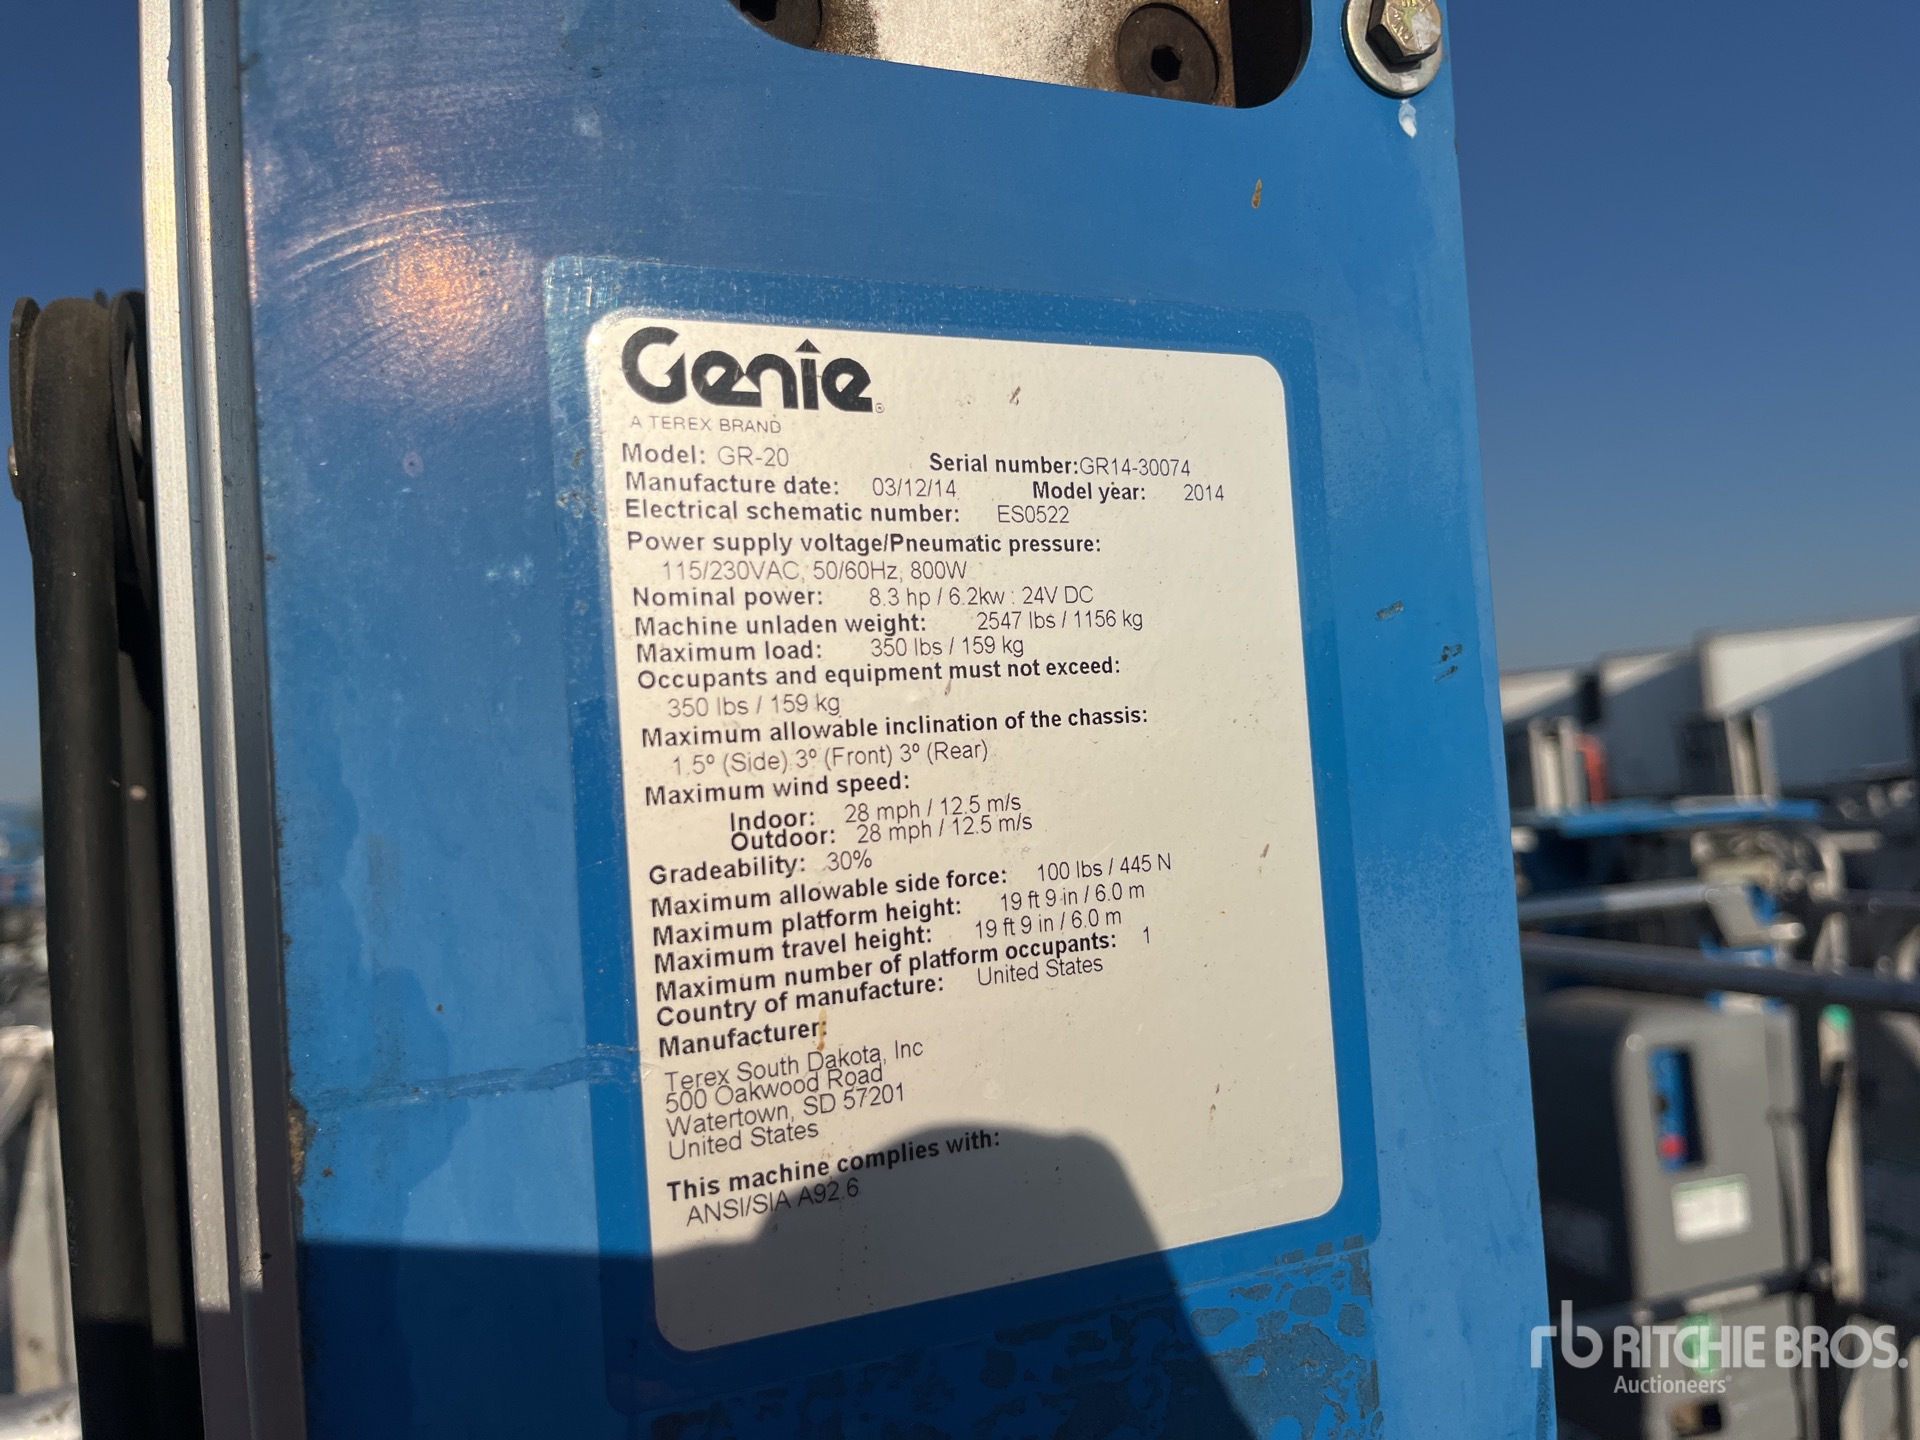 Genie
A TEREX BRAND
Model: GR-20 Serial number:GR14-30074
Manufacture date: 03/12/14 Model year: 2014
Electrical schematic number: ES0522
Power supply voltage/Pneumatic pressure:
115/230VAC, 50/60Hz, 800W
Nominal power: 8.3 hp / 6.2kw : 24V DC
Machine unladen weight: 2547 lbs / 1156 kg
Maximum load: 350 lbs / 159 kg
Occupants and equipment must not exceed:
350 lbs / 159 kg
Maximum allowable inclination of the chassis:
1.5º (Side) 3º (Front) 3º (Rear)
Maximum wind speed:
Indoor: 28 mph / 12.5 m/s
Outdoor: 28 mph / 12.5 m/s
Gradeability: 30%
Maximum allowable side force: 100 lbs / 445 N
Maximum platform height: 19 ft 9 in / 6.0 m
Maximum travel height: 19 ft 9 in / 6.0 m
Maximum number of platform occupants: 1
Country of manufacture: United States
Manufacturer:
Terex South Dakota, Inc
500 Oakwood Road
Watertown, SD 57201
United States
This machine complies with:
ANSI/SIA A92.6
rb RITCHIE BROS.
Auctioneers